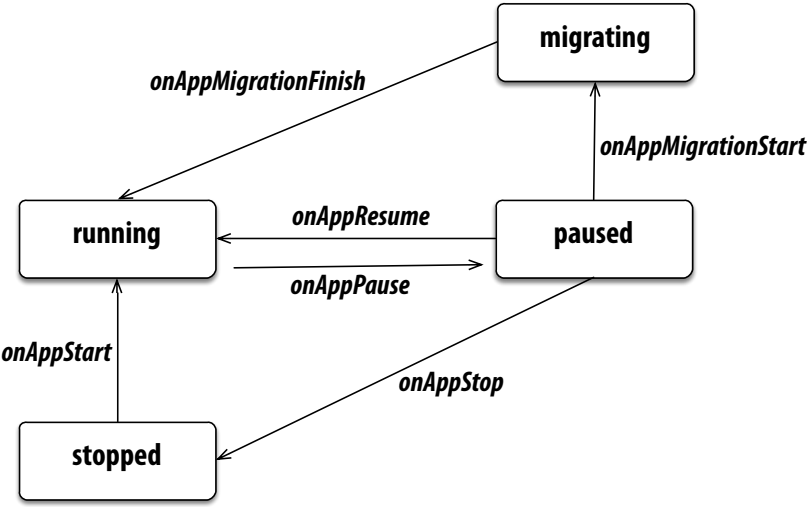 migrating
onAppMigrationFinish
onAppMigrationStart
running
onAppResume
paused
onAppPause
onAppStart
onAppStop
stopped